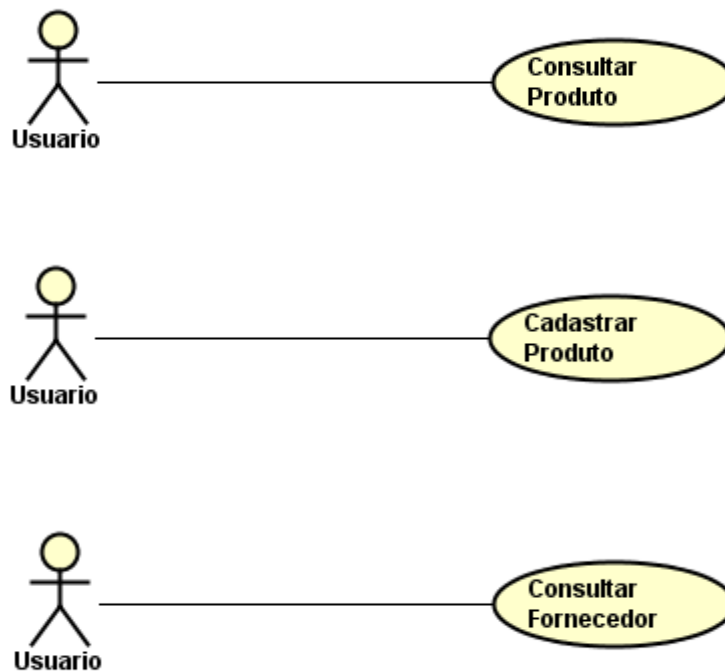 Consultar
Produto
Usuario
Cadastrar
Produto
Usuario
Consultar
Fornecedor
Usuario